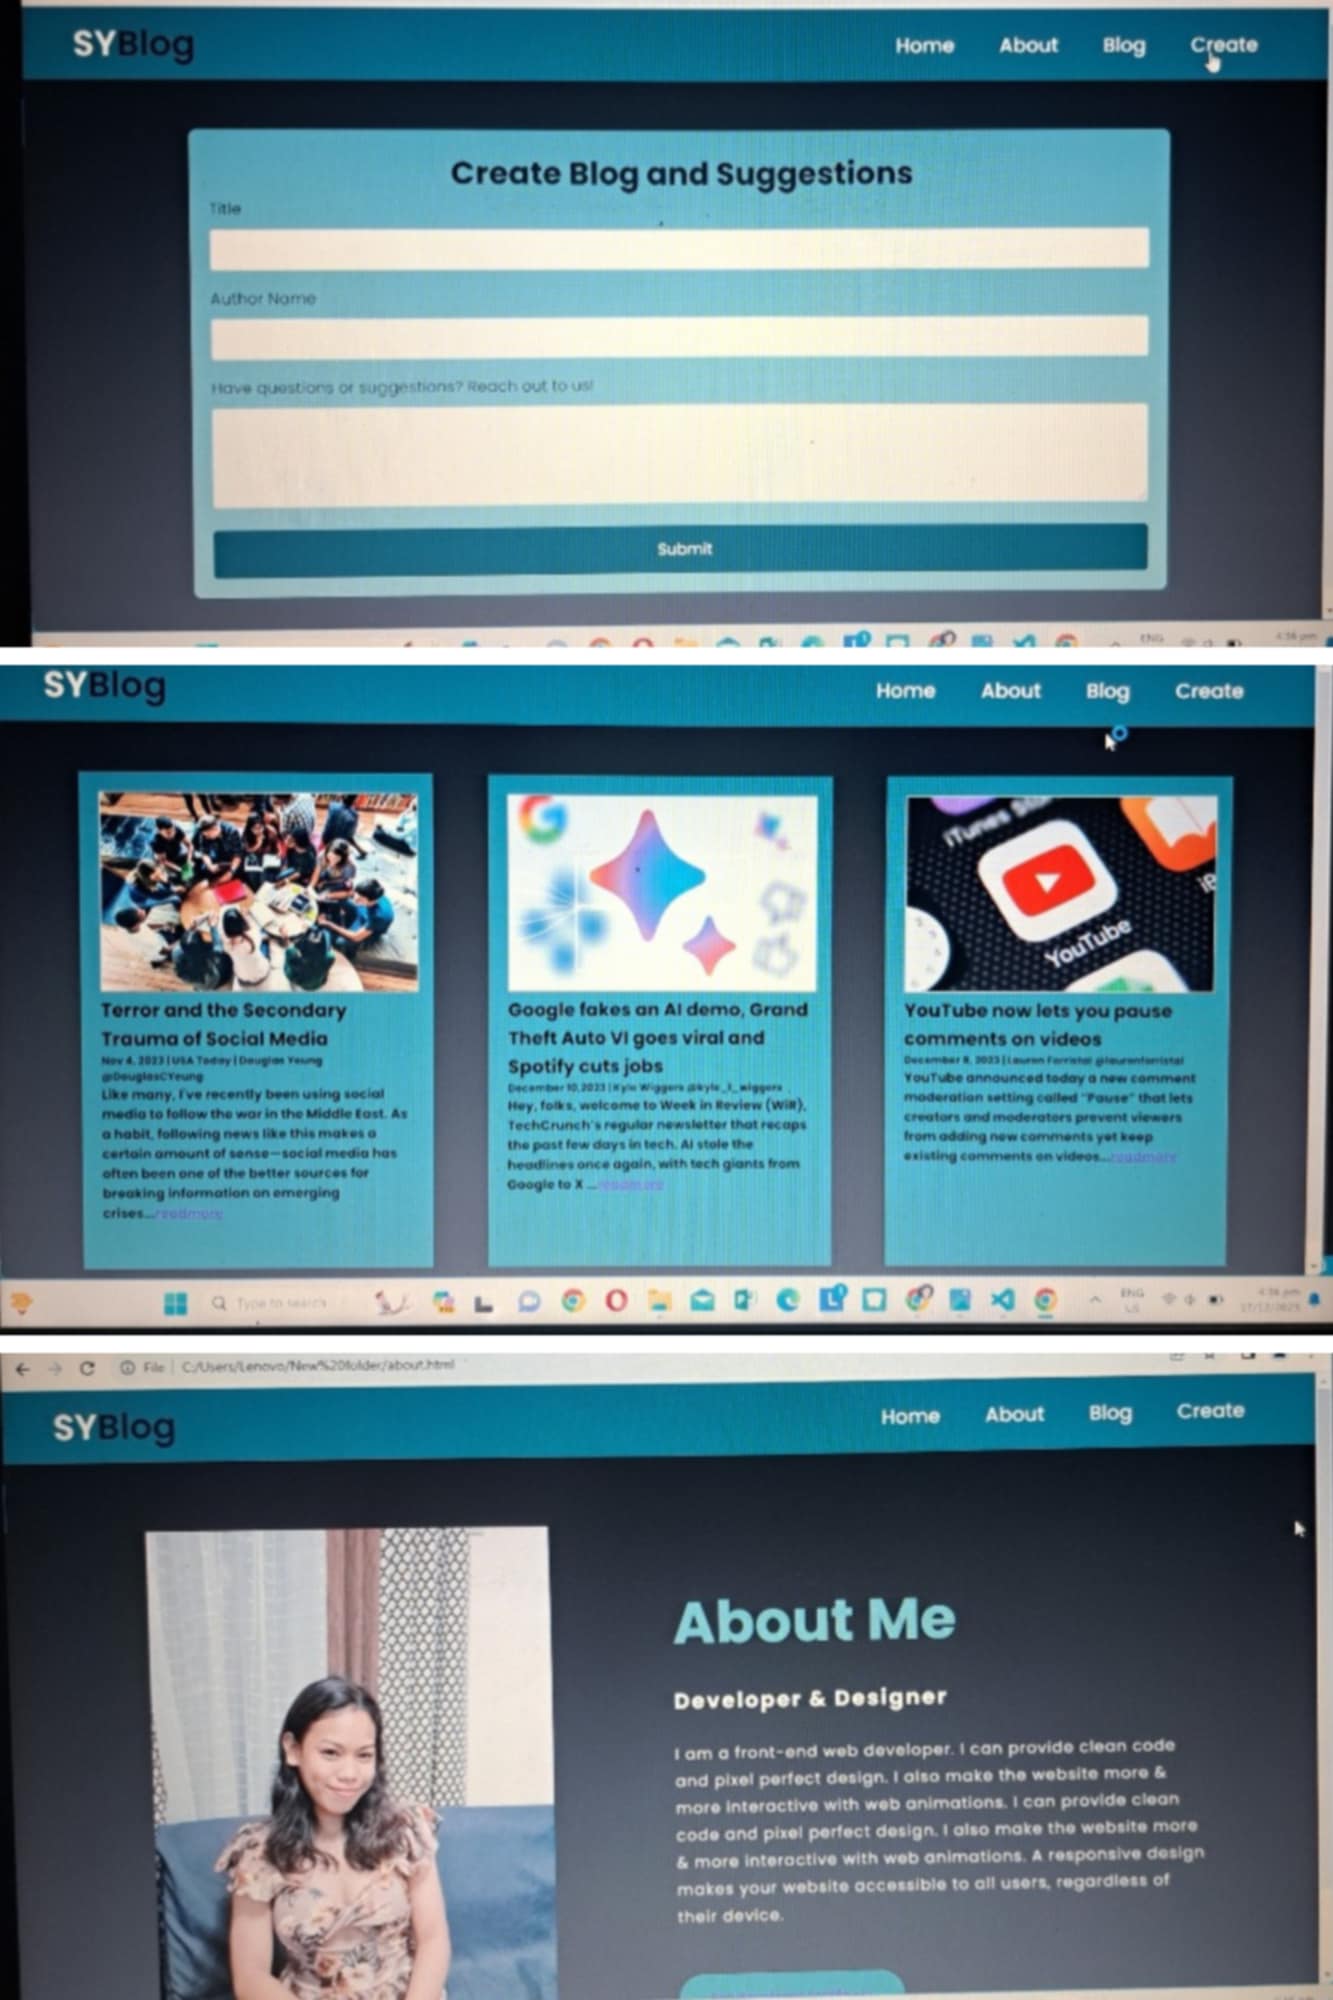 SYBlog
Home About Blog Create
Create Blog and Suggestions
Title
Author Name
Have questions or suggestions? Reach out to us!
Submit
ENG
4:36 pm
SYBlog
Home About Blog Create
iTunes
YouTube
Terror and the Secondary
Trauma of Social Media
Nov 4, 2023 | USA Today | Douglas Yeung
@DouglasCYeung
Like many, I've recently been using social
media to follow the war in the Middle East. As
a habit, following news like this makes a
certain amount of sense—social media has
often been one of the better sources for
breaking information on emerging
crises...readmore
Google fakes an AI demo, Grand
Theft Auto VI goes viral and
Spotify cuts jobs
December 10, 2023 | Kyle Wiggers @kyle_l_wiggers
Hey, folks, welcome to Week in Review (WiR),
TechCrunch's regular newsletter that recaps
the past few days in tech. AI stole the
headlines once again, with tech giants from
Google to X ...readmore
YouTube now lets you pause
comments on videos
December 8, 2023 | Lauren Forristal @laurenforristal
YouTube announced today a new comment
moderation setting called "Pause" that lets
creators and moderators prevent viewers
from adding new comments yet keep
existing comments on videos...readmore
Type to search
ENG
US
4:36 pm
17/12/2023
File C:/Users/Lenovo/New%20folder/about.html
SYBlog
Home About Blog Create
About Me
Developer & Designer
I am a front-end web developer. I can provide clean code
and pixel perfect design. I also make the website more &
more interactive with web animations. I can provide clean
code and pixel perfect design. I also make the website more
& more interactive with web animations. A responsive design
makes your website accessible to all users, regardless of
their device.